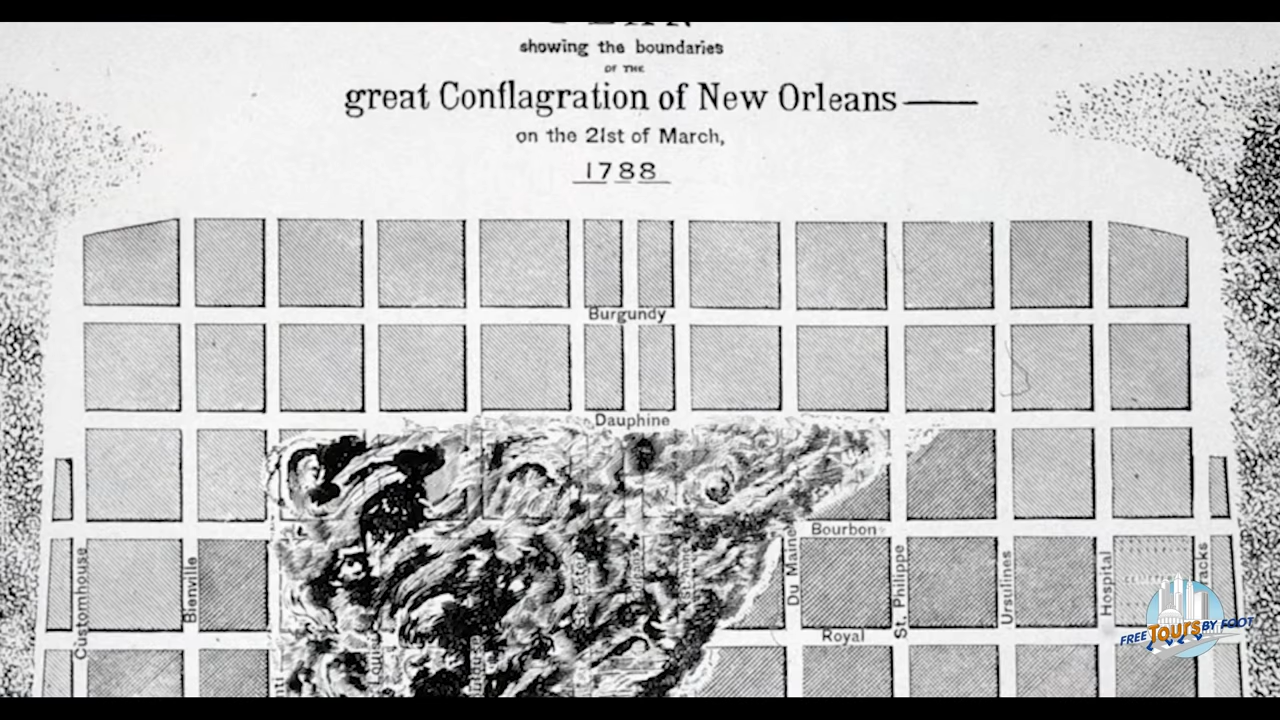 PLAN
showing the boundaries
OF THE
great Conflagration of New Orleans
on the 21st of March,
1788
Burgundy
Dauphine
Bourbon
Royal
Customhouse
Bienville
Du Maine
St. Philippe
Ursulines
Hospital
FREE TOURS BY FOOT